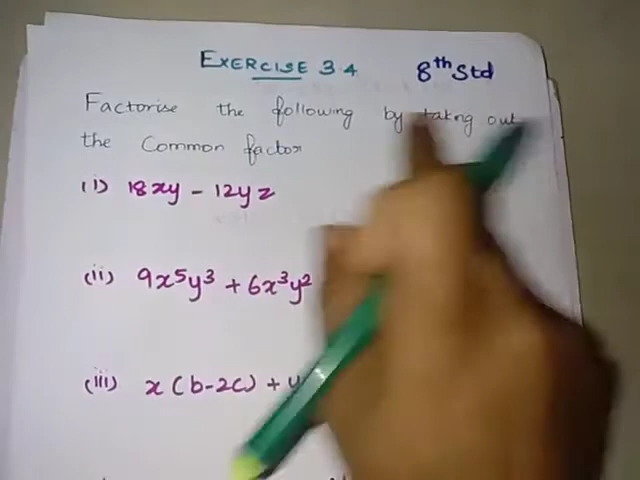 EXERCISE 3.4 8th Std
Factorise the following by taking out
the Common factor
(i) 18xy - 12yz
(ii) 9x⁵y³ + 6x³y²
(iii) x (b-2c) + y